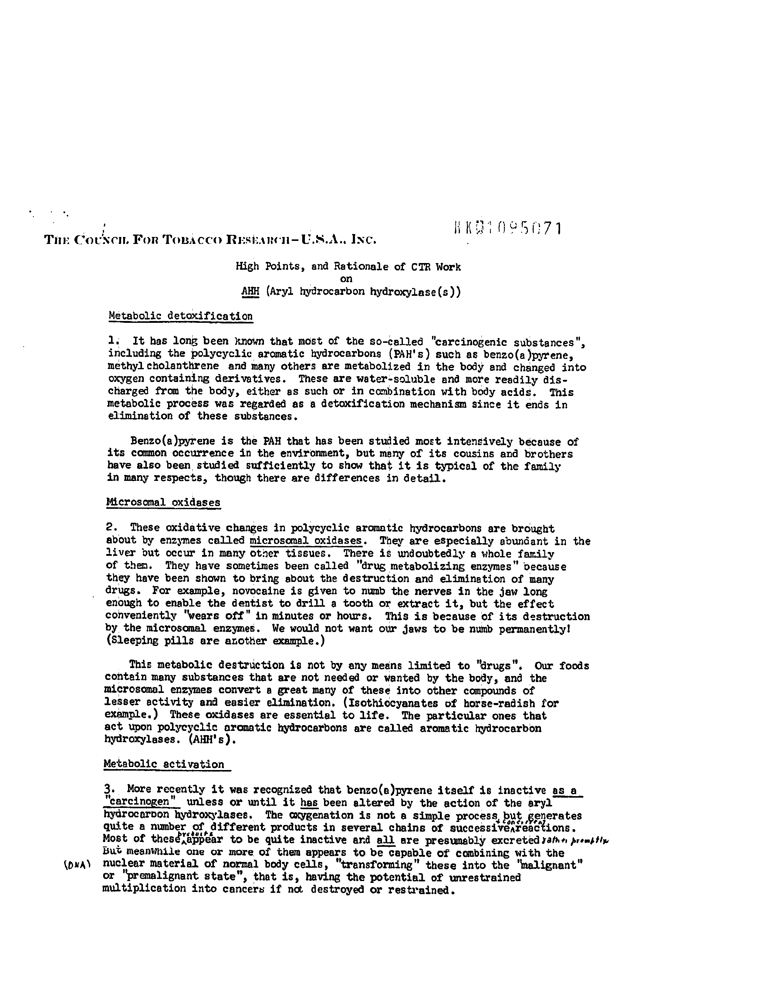 KK01095071
THE COUNCIL FOR TOBACCO RESEARCH–U.S.A., INC.
High Points, and Rationale of CTR Work
on
AHH (Aryl hydrocarbon hydroxylase(s))
Metabolic detoxification
1. It has long been known that most of the so-called "carcinogenic substances",
including the polycyclic aromatic hydrocarbons (PAH's) such as benzo(a)pyrene,
methylcholanthrene and many others are metabolized in the body and changed into
oxygen containing derivatives. These are water-soluble and more readily dis-
charged from the body, either as such or in combination with body acids. This
metabolic process was regarded as a detoxification mechanism since it ends in
elimination of these substances.
Benzo(a)pyrene is the PAH that has been studied most intensively because of
its common occurrence in the environment, but many of its cousins and brothers
have also been studied sufficiently to show that it is typical of the family
in many respects, though there are differences in detail.
Microsomal oxidases
2. These oxidative changes in polycyclic aromatic hydrocarbons are brought
about by enzymes called microsomal oxidases. They are especially abundant in the
liver but occur in many other tissues. There is undoubtedly a whole family
of them. They have sometimes been called "drug metabolizing enzymes" because
they have been shown to bring about the destruction and elimination of many
drugs. For example, novocaine is given to numb the nerves in the jaw long
enough to enable the dentist to drill a tooth or extract it, but the effect
conveniently "wears off" in minutes or hours. This is because of its destruction
by the microsomal enzymes. We would not want our jaws to be numb permanently!
(Sleeping pills are another example.)
This metabolic destruction is not by any means limited to "drugs". Our foods
contain many substances that are not needed or wanted by the body, and the
microsomal enzymes convert a great many of these into other compounds of
lesser activity and easier elimination. (Isothiocyanates of horse-radish for
example.) These oxidases are essential to life. The particular ones that
act upon polycyclic aromatic hydrocarbons are called aromatic hydrocarbon
hydroxylases. (AHH's).
Metabolic activation
3. More recently it was recognized that benzo(a)pyrene itself is inactive as a
"carcinogen" unless or until it has been altered by the action of the aryl
hydrocarbon hydroxylases. The oxygenation is not a simple process but generates
quite a number of different products in several chains of successive + concurrent reactions.
Most of these products appear to be quite inactive and all are presumably excreted rather promptly.
But meanwhile one or more of them appears to be capable of combining with the
(DNA) nuclear material of normal body cells, "transforming" these into the "malignant"
or "premalignant state", that is, having the potential of unrestrained
multiplication into cancers if not destroyed or restrained.